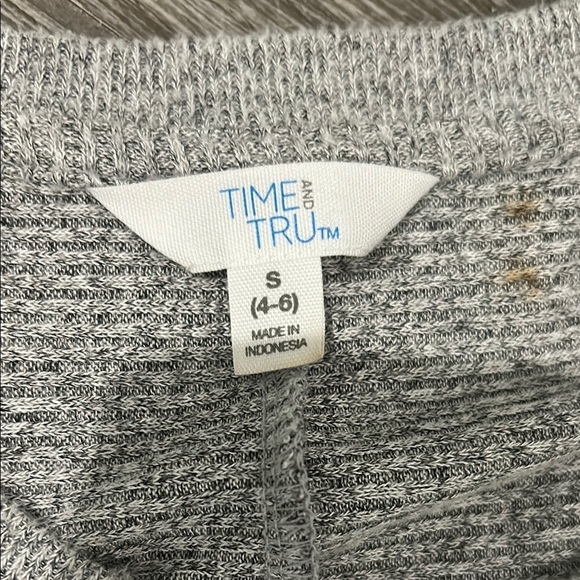 TIME AND
TRU™
S
(4-6)
MADE IN
INDONESIA